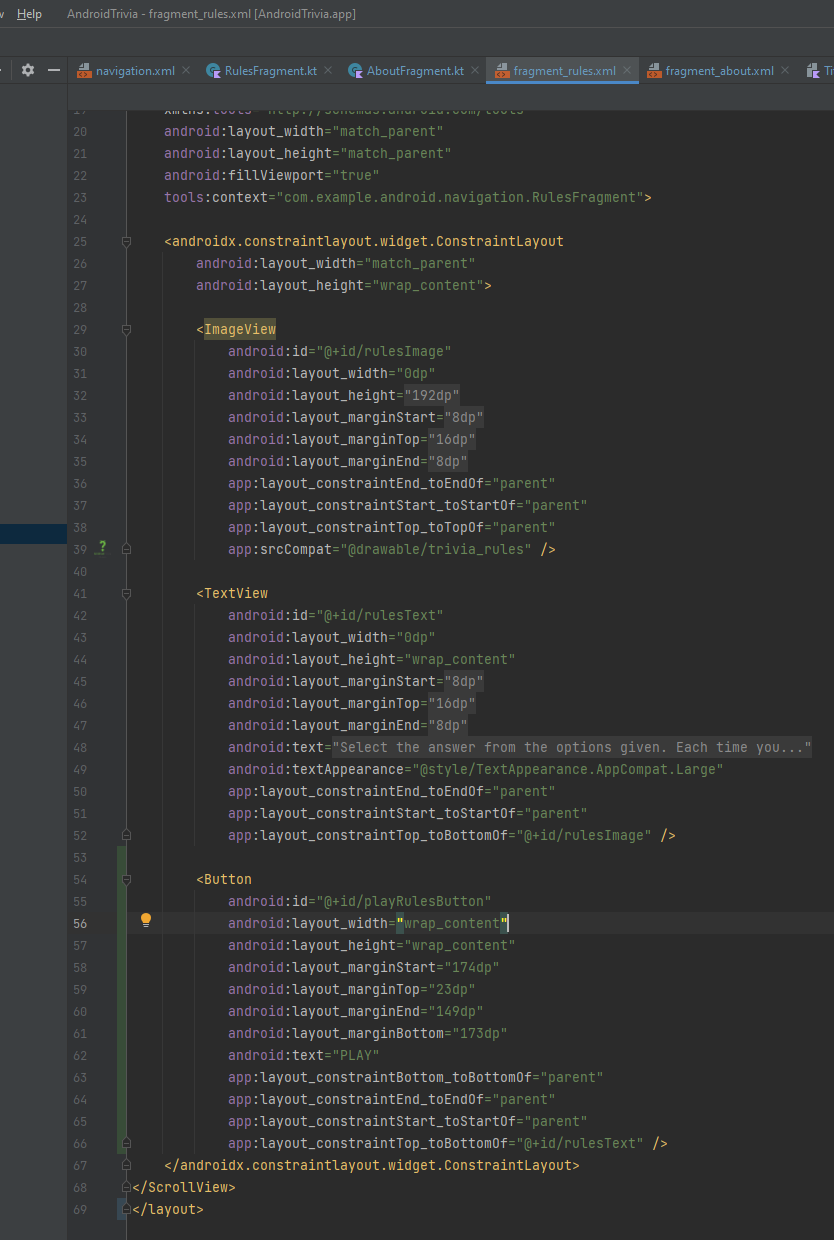 Help AndroidTrivia - fragment_rules.xml [AndroidTrivia.app]
navigation.xml RulesFragment.kt AboutFragment.kt fragment_rules.xml fragment_about.xml
20 android:layout_width="match_parent"
21 android:layout_height="match_parent"
22 android:fillViewport="true"
23 tools:context="com.example.android.navigation.RulesFragment">
24
25 <androidx.constraintlayout.widget.ConstraintLayout
26 android:layout_width="match_parent"
27 android:layout_height="wrap_content">
28
29 <ImageView
30 android:id="@+id/rulesImage"
31 android:layout_width="0dp"
32 android:layout_height="192dp"
33 android:layout_marginStart="8dp"
34 android:layout_marginTop="16dp"
35 android:layout_marginEnd="8dp"
36 app:layout_constraintEnd_toEndOf="parent"
37 app:layout_constraintStart_toStartOf="parent"
38 app:layout_constraintTop_toTopOf="parent"
39 app:srcCompat="@drawable/trivia_rules" />
40
41 <TextView
42 android:id="@+id/rulesText"
43 android:layout_width="0dp"
44 android:layout_height="wrap_content"
45 android:layout_marginStart="8dp"
46 android:layout_marginTop="16dp"
47 android:layout_marginEnd="8dp"
48 android:text="Select the answer from the options given. Each time you..."
49 android:textAppearance="@style/TextAppearance.AppCompat.Large"
50 app:layout_constraintEnd_toEndOf="parent"
51 app:layout_constraintStart_toStartOf="parent"
52 app:layout_constraintTop_toBottomOf="@+id/rulesImage" />
53
54 <Button
55 android:id="@+id/playRulesButton"
56 android:layout_width="wrap_content"
57 android:layout_height="wrap_content"
58 android:layout_marginStart="174dp"
59 android:layout_marginTop="23dp"
60 android:layout_marginEnd="149dp"
61 android:layout_marginBottom="173dp"
62 android:text="PLAY"
63 app:layout_constraintBottom_toBottomOf="parent"
64 app:layout_constraintEnd_toEndOf="parent"
65 app:layout_constraintStart_toStartOf="parent"
66 app:layout_constraintTop_toBottomOf="@+id/rulesText" />
67 </androidx.constraintlayout.widget.ConstraintLayout>
68 </ScrollView>
69 </layout>